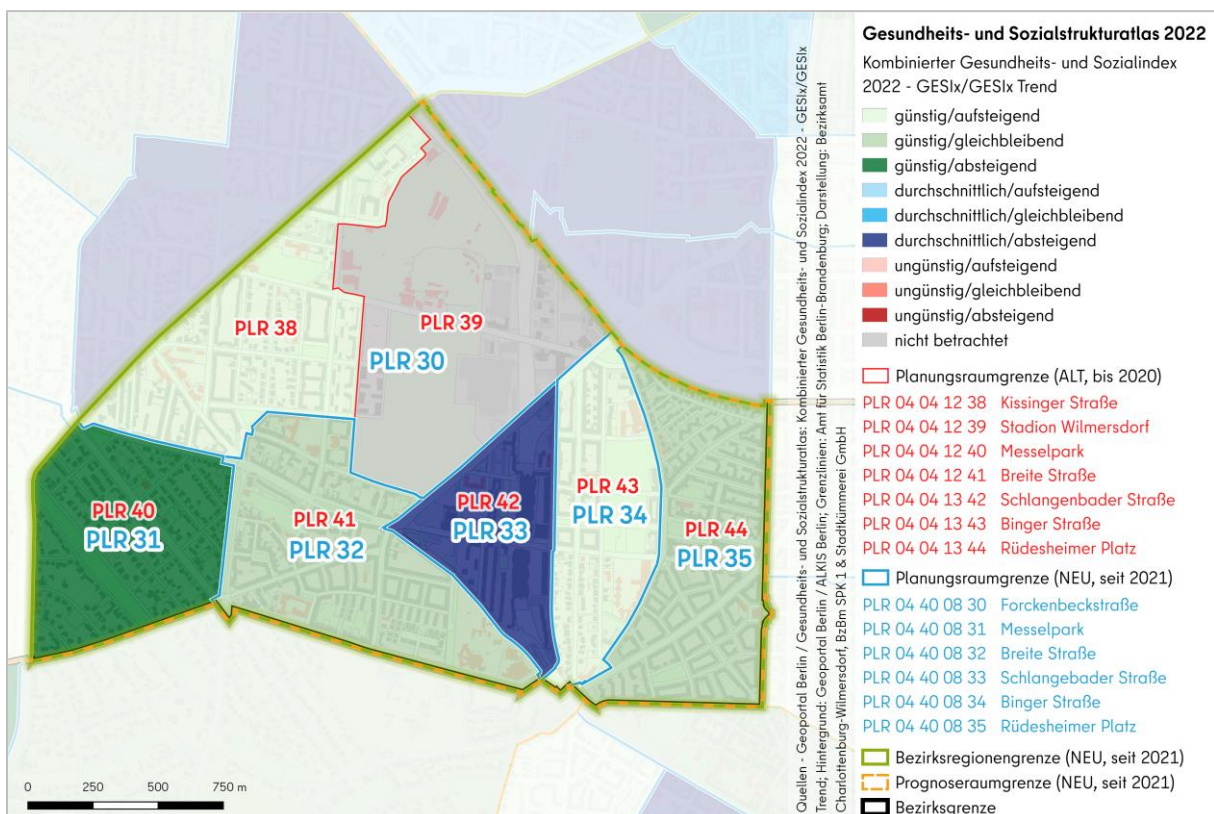 PLR 38
PLR 39
PLR 30
PLR 40
PLR 31
PLR 41
PLR 32
PLR 42
PLR 33
PLR 43
PLR 34
PLR 44
PLR 35
0 250 500 750 m
Quellen - Geoportal Berlin / Gesundheits- und Sozialstrukturatlas: Kombinierter Gesundheits- und Sozialindex 2022 - GESIx/GESIx
Trend; Hintergrund: Geoportal Berlin / ALKIS Berlin; Grenzlinien: Amt für Statistik Berlin-Brandenburg; Darstellung: Bezirksamt
Charlottenburg-Wilmersdorf, BzBm SPK 1 & Stadtkümmerei GmbH
Gesundheits- und Sozialstrukturatlas 2022
Kombinierter Gesundheits- und Sozialindex
2022 - GESIx/GESIx Trend
günstig/aufsteigend
günstig/gleichbleibend
günstig/absteigend
durchschnittlich/aufsteigend
durchschnittlich/gleichbleibend
durchschnittlich/absteigend
ungünstig/aufsteigend
ungünstig/gleichbleibend
ungünstig/absteigend
nicht betrachtet
Planungsraumgrenze (ALT, bis 2020)
PLR 04 04 12 38 Kissinger Straße
PLR 04 04 12 39 Stadion Wilmersdorf
PLR 04 04 12 40 Messelpark
PLR 04 04 12 41 Breite Straße
PLR 04 04 13 42 Schlangenbader Straße
PLR 04 04 13 43 Binger Straße
PLR 04 04 13 44 Rüdesheimer Platz
Planungsraumgrenze (NEU, seit 2021)
PLR 04 40 08 30 Forckenbeckstraße
PLR 04 40 08 31 Messelpark
PLR 04 40 08 32 Breite Straße
PLR 04 40 08 33 Schlangebader Straße
PLR 04 40 08 34 Binger Straße
PLR 04 40 08 35 Rüdesheimer Platz
Bezirksregionengrenze (NEU, seit 2021)
Prognoseraumgrenze (NEU, seit 2021)
Bezirksgrenze